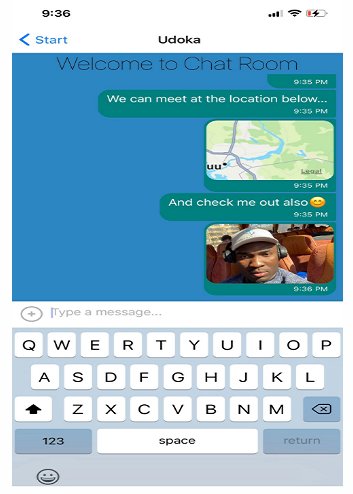 9:36
Start
Udoka
Welcome to Chat Room
9:35 PM
We can meet at the location below...
9:35 PM
uu
Legal
9:35 PM
And check me out also😊
9:35 PM
9:36 PM
Type a message...
Q W E R T Y U I O P
A S D F G H J K L
Z X C V B N M
123 space return